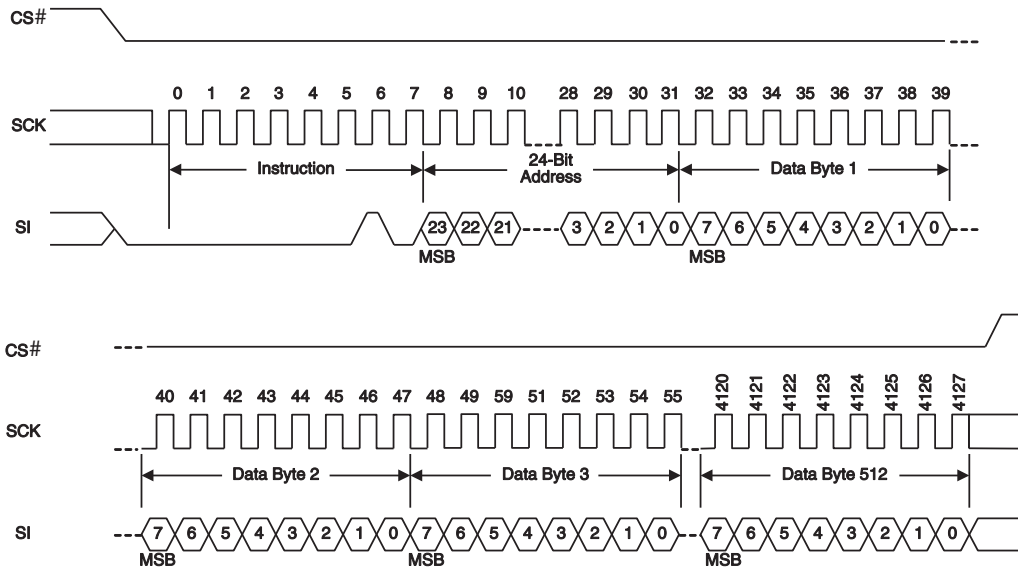 CS#
0 1 2 3 4 5 6 7 8 9 10 28 29 30 31 32 33 34 35 36 37 38 39
SCK
Instruction 24-Bit Address Data Byte 1
SI 23 22 21 3 2 1 0 7 6 5 4 3 2 1 0
MSB MSB
CS#
40 41 42 43 44 45 46 47 48 49 59 51 52 53 54 55 4120 4121 4122 4123 4124 4125 4126 4127
SCK
Data Byte 2 Data Byte 3 Data Byte 512
SI 7 6 5 4 3 2 1 0 7 6 5 4 3 2 1 0 7 6 5 4 3 2 1 0
MSB MSB MSB